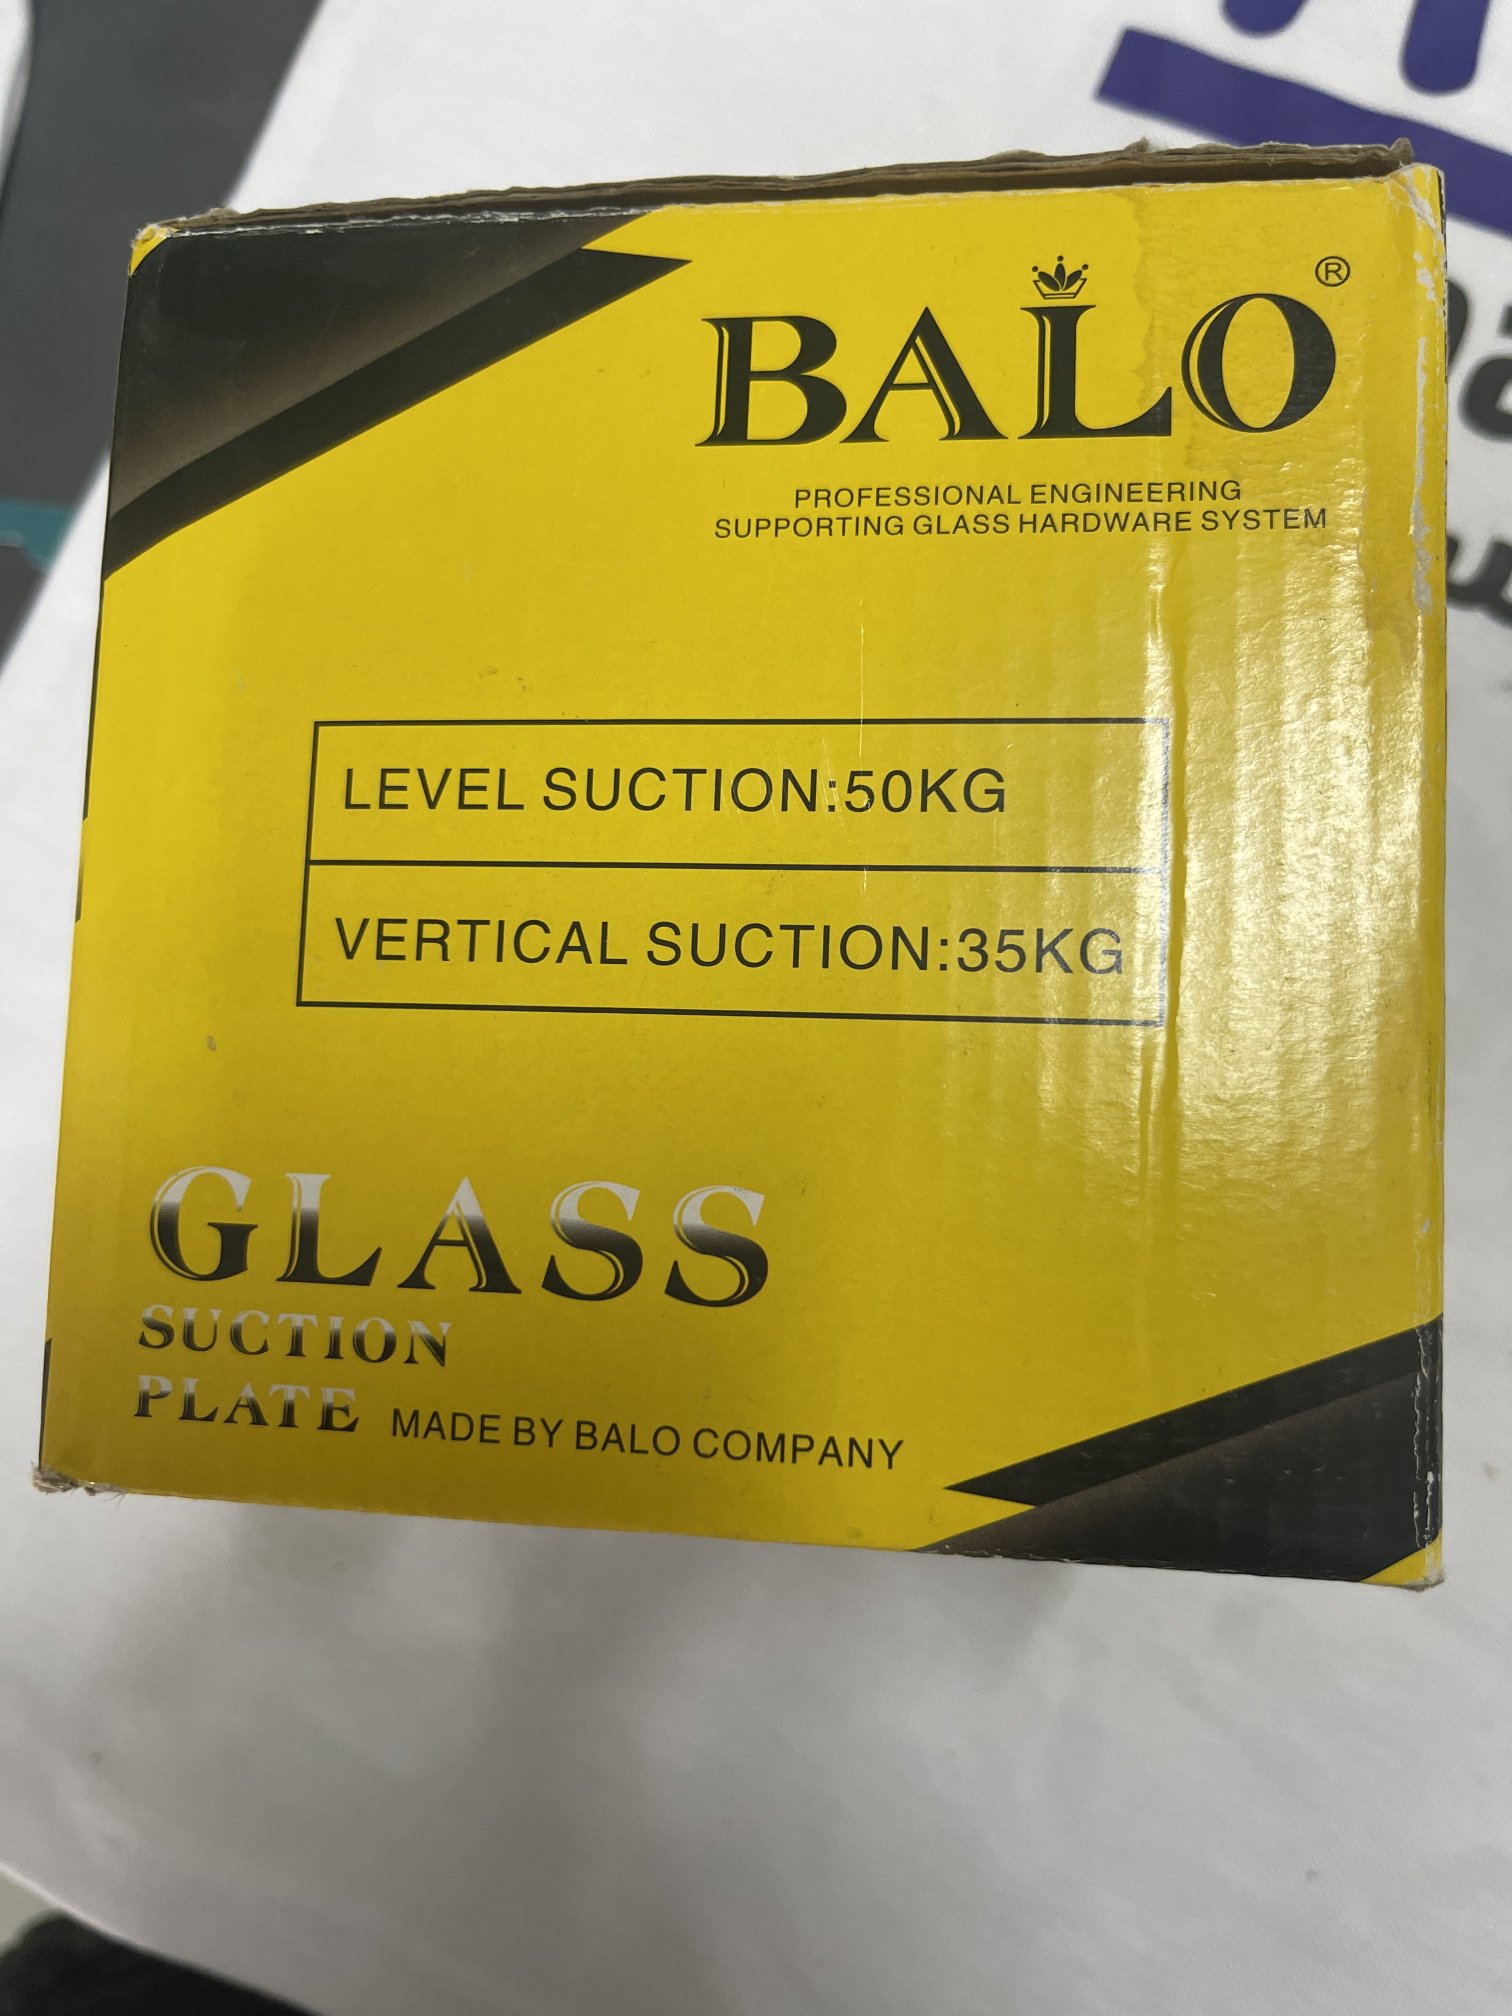 BALO®
PROFESSIONAL ENGINEERING
SUPPORTING GLASS HARDWARE SYSTEM
LEVEL SUCTION:50KG
VERTICAL SUCTION:35KG
GLASS
SUCTION
PLATE MADE BY BALO COMPANY